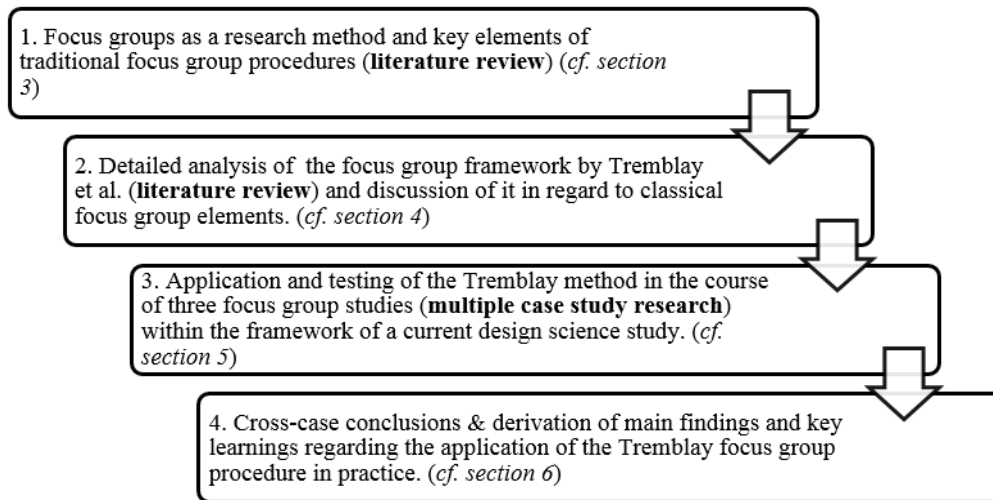 1. Focus groups as a research method and key elements of
traditional focus group procedures (literature review) (cf. section
3)
2. Detailed analysis of the focus group framework by Tremblay
et al. (literature review) and discussion of it in regard to classical
focus group elements. (cf. section 4)
3. Application and testing of the Tremblay method in the course
of three focus group studies (multiple case study research)
within the framework of a current design science study. (cf.
section 5)
4. Cross-case conclusions & derivation of main findings and key
learnings regarding the application of the Tremblay focus group
procedure in practice. (cf. section 6)